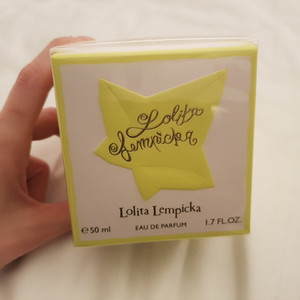 Lolita
Lempicka
Lolita Lempicka
℮50 ml EAU DE PARFUM 1.7 FL.OZ.